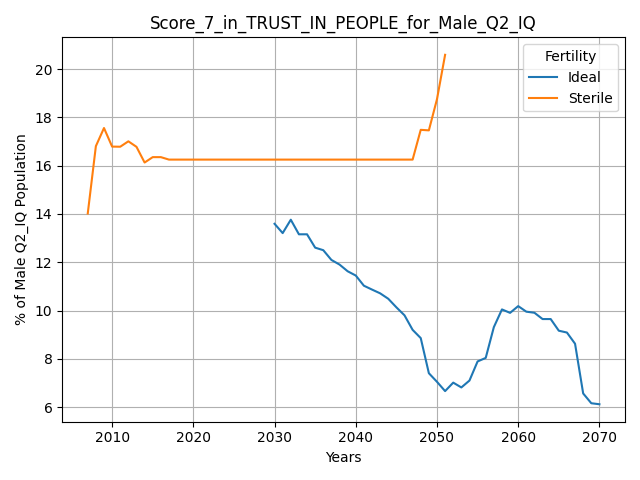 Score_7_in_TRUST_IN_PEOPLE_for_Male_Q2_IQ
% of Male Q2_IQ Population
20
18
16
14
12
10
8
6
Fertility
Ideal
Sterile
2010
2020
2030
2040
2050
2060
2070
Years